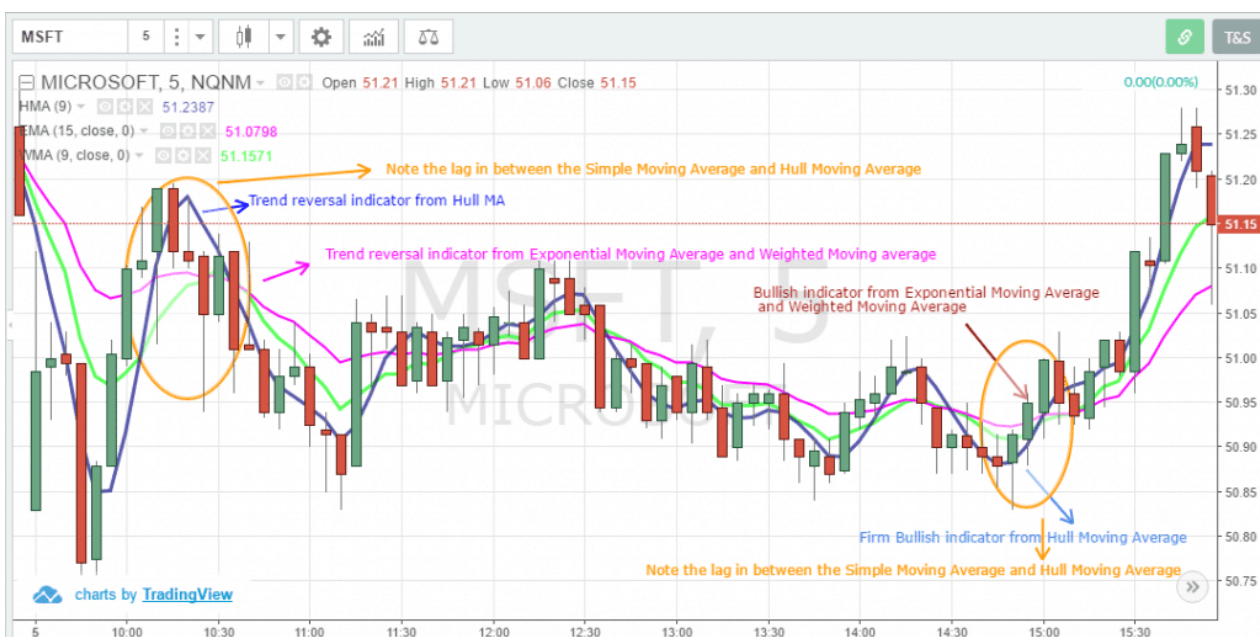 MSFT 5 T&S
MICROSOFT, 5, NQNM Open 51.21 High 51.21 Low 51.06 Close 51.15 0.00(0.00%)
HMA (9) 51.2387
EMA (15, close, 0) 51.0798
WMA (9, close, 0) 51.1571
Note the lag in between the Simple Moving Average and Hull Moving Average
Trend reversal indicator from Hull MA
Trend reversal indicator from Exponential Moving Average and Weighted Moving average
MSFT, 5
MICROSOFT
Bullish indicator from Exponential Moving Average
and Weighted Moving Average
Firm Bullish indicator from Hull Moving Average
Note the lag in between the Simple Moving Average and Hull Moving Average
charts by TradingView
51.30
51.25
51.20
51.15
51.10
51.05
51.00
50.95
50.90
50.85
50.80
50.75
5 10:00 10:30 11:00 11:30 12:00 12:30 13:00 13:30 14:00 14:30 15:00 15:30